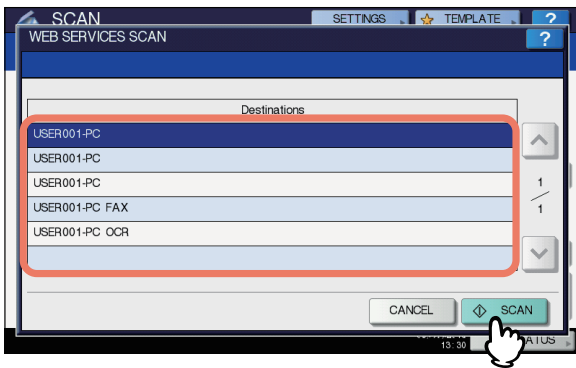 SCAN
SETTINGS
TEMPLATE
?
WEB SERVICES SCAN
?
Destinations
USER001-PC
USER001-PC
USER001-PC
USER001-PC FAX
USER001-PC OCR
1
1
CANCEL
SCAN
13:30